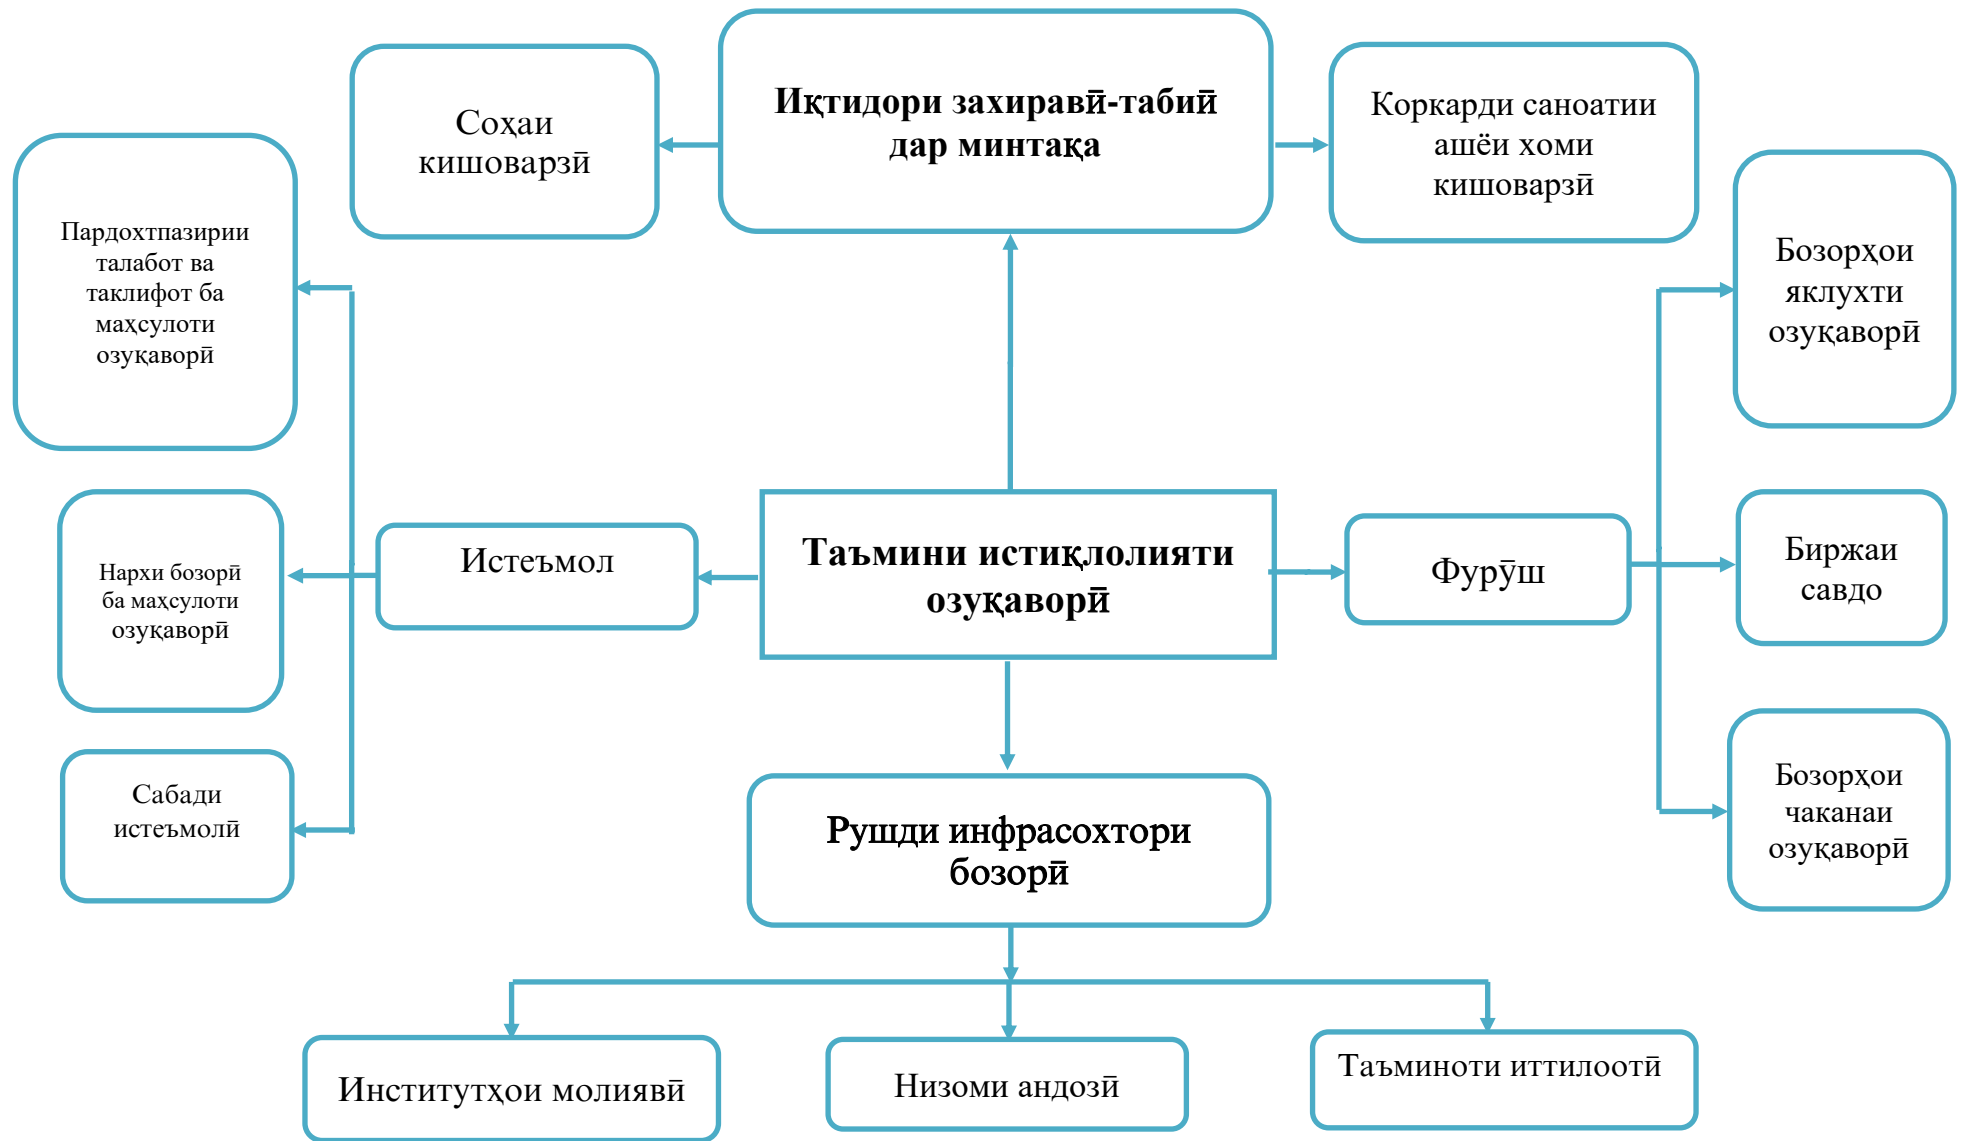 Иқтидори захиравӣ-табиӣ
дар минтақа
Соҳаи
кишоварзӣ
Коркарди саноатии
ашёи хоми
кишоварзӣ
Пардохтпазирии
талабот ва
таклифот ба
маҳсулоти
озуқаворӣ
Бозорҳои
яклухти
озуқаворӣ
Нархи бозорӣ
ба маҳсулоти
озуқаворӣ
Истеъмол
Таъмини истиқлолияти
озуқаворӣ
Фурӯш
Биржаи
савдо
Сабади
истеъмолӣ
Рушди инфрасохтори
бозорӣ
Бозорҳои
чаканаи
озуқаворӣ
Институтҳои молиявӣ
Низоми андозӣ
Таъминоти иттилоотӣ